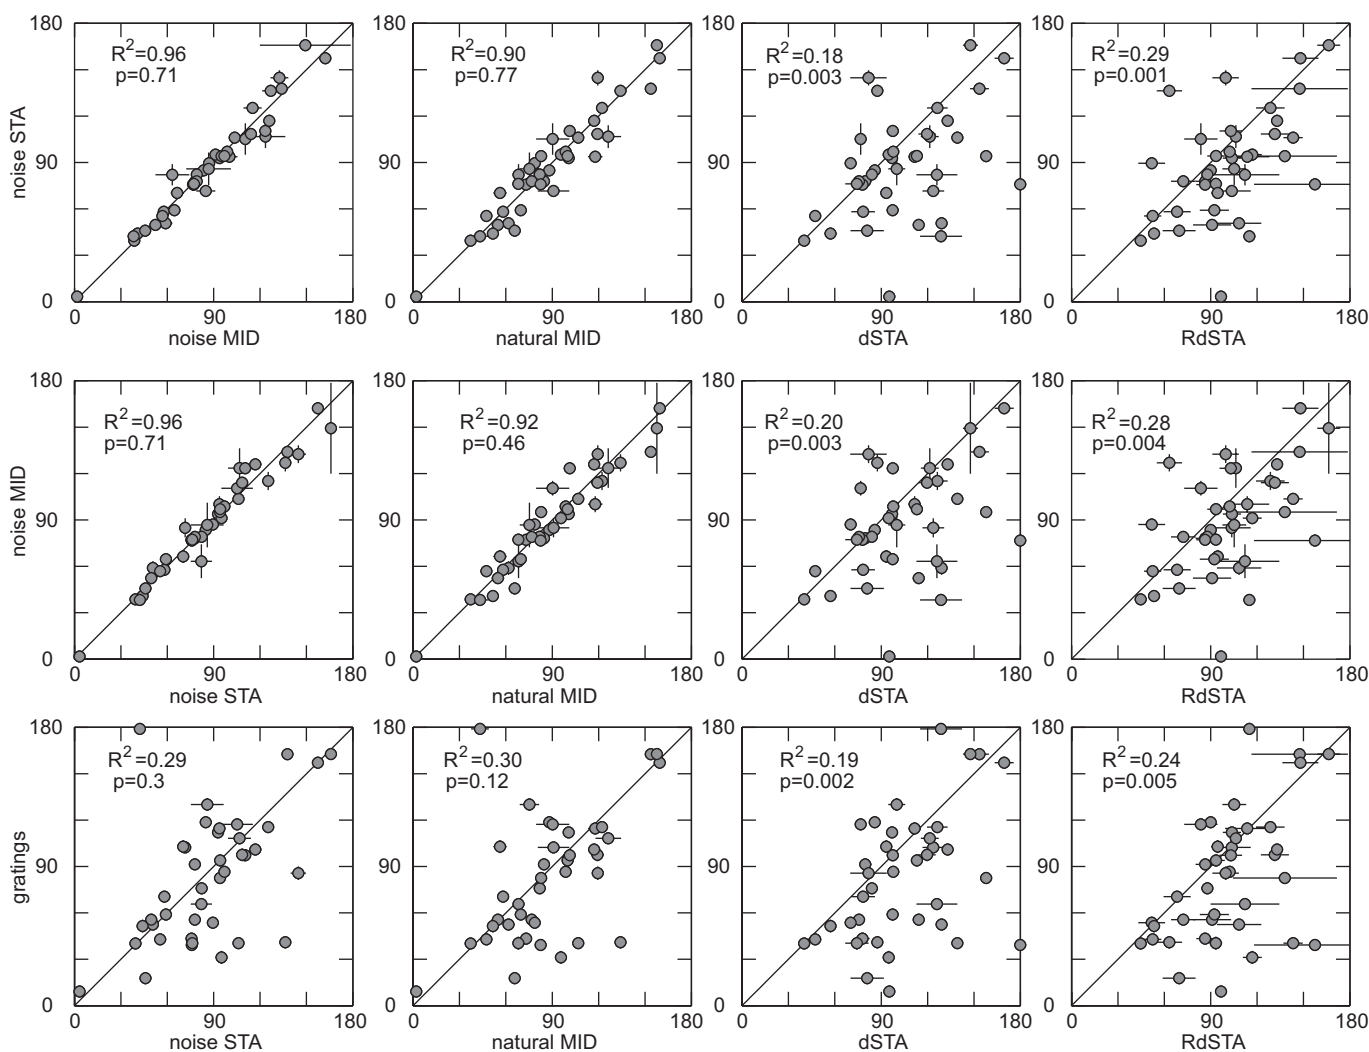 180
noise STA
90
0
R²=0.96
p=0.71
0
90
180
noise MID
180
90
0
R²=0.90
p=0.77
0
90
180
natural MID
180
90
0
R²=0.18
p=0.003
0
90
180
dSTA
180
90
0
R²=0.29
p=0.001
0
90
180
RdSTA
180
noise MID
90
0
R²=0.96
p=0.71
0
90
180
noise STA
180
90
0
R²=0.92
p=0.46
0
90
180
natural MID
180
90
0
R²=0.20
p=0.003
0
90
180
dSTA
180
90
0
R²=0.28
p=0.004
0
90
180
RdSTA
180
gratings
90
0
R²=0.29
p=0.3
0
90
180
noise STA
180
90
0
R²=0.30
p=0.12
0
90
180
natural MID
180
90
0
R²=0.19
p=0.002
0
90
180
dSTA
180
90
0
R²=0.24
p=0.005
0
90
180
RdSTA